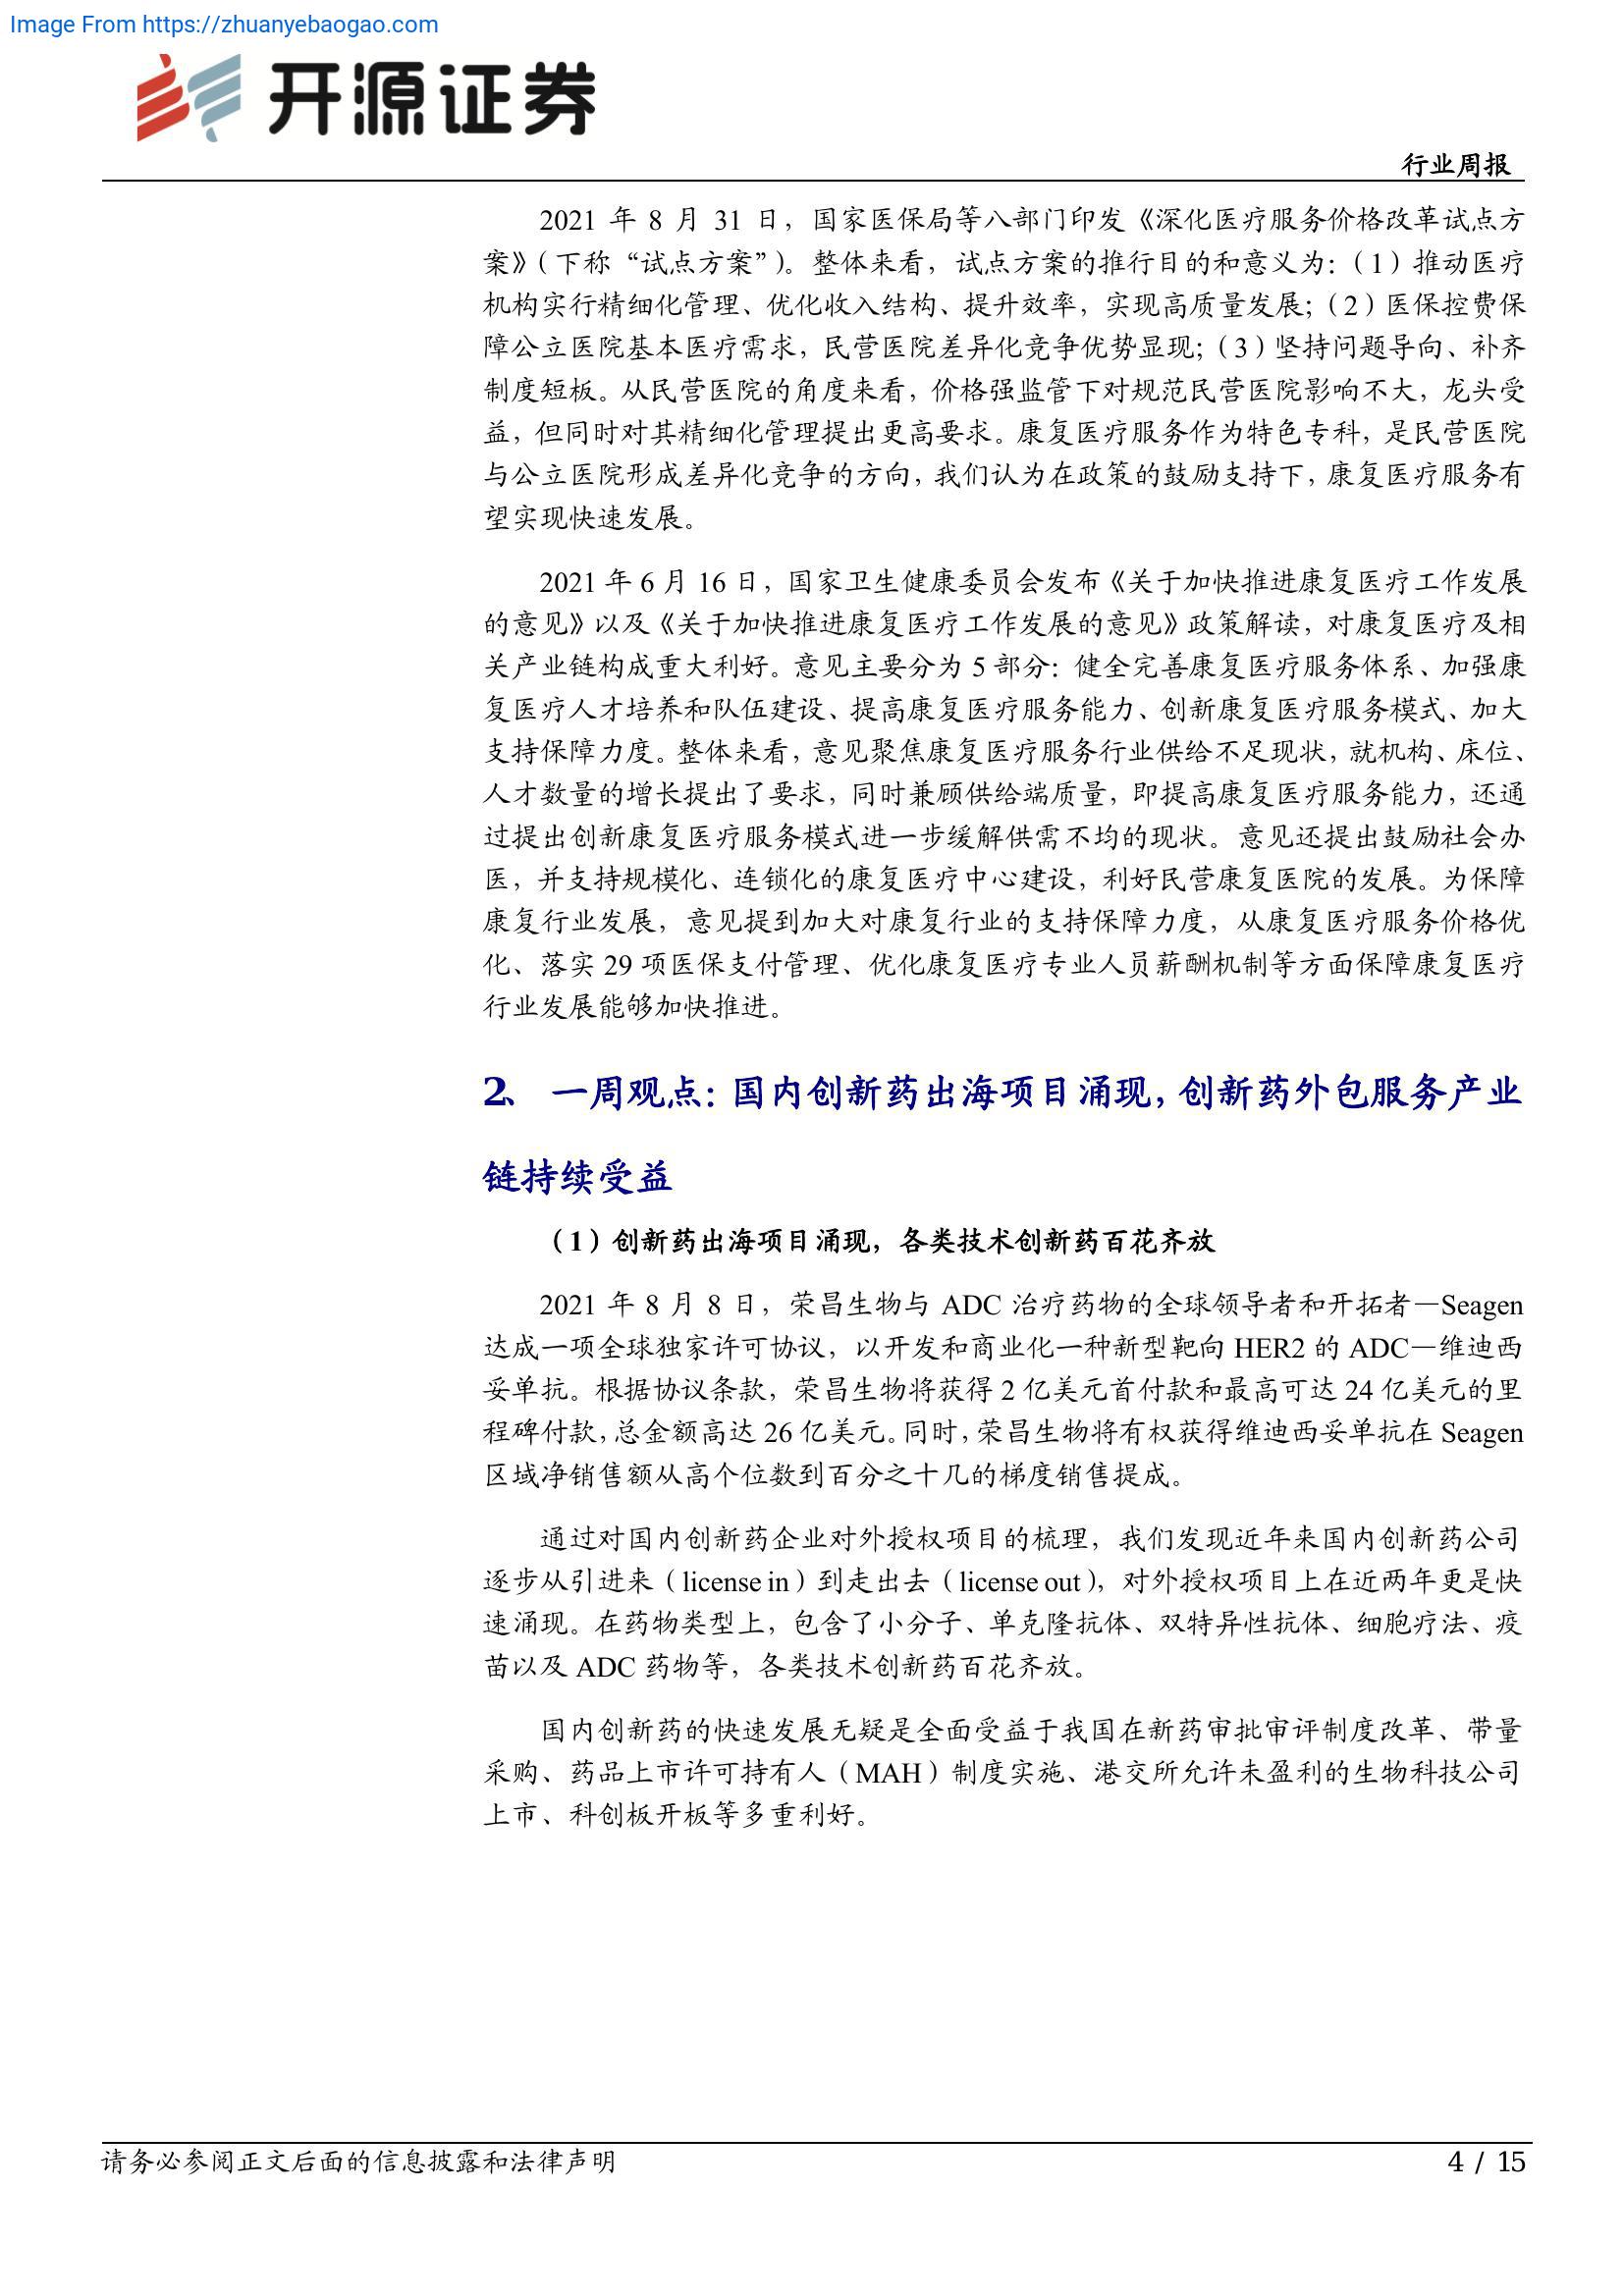 Image From https://zhuanyebaogao.com
开源证券
行业周报
2021 年 8 月 31 日，国家医保局等八部门印发《深化医疗服务价格改革试点方
案》（下称“试点方案”）。整体来看，试点方案的推行目的和意义为：（1）推动医疗
机构实行精细化管理、优化收入结构、提升效率，实现高质量发展；（2）医保控费保
障公立医院基本医疗需求，民营医院差异化竞争优势显现；（3）坚持问题导向、补齐
制度短板。从民营医院的角度来看，价格强监管下对规范民营医院影响不大，龙头受
益，但同时对其精细化管理提出更高要求。康复医疗服务作为特色专科，是民营医院
与公立医院形成差异化竞争的方向，我们认为在政策的鼓励支持下，康复医疗服务有
望实现快速发展。
2021 年 6 月 16 日，国家卫生健康委员会发布《关于加快推进康复医疗工作发展
的意见》以及《关于加快推进康复医疗工作发展的意见》政策解读，对康复医疗及相
关产业链构成重大利好。意见主要分为 5 部分：健全完善康复医疗服务体系、加强康
复医疗人才培养和队伍建设、提高康复医疗服务能力、创新康复医疗服务模式、加大
支持保障力度。整体来看，意见聚焦康复医疗服务行业供给不足现状，就机构、床位、
人才数量的增长提出了要求，同时兼顾供给端质量，即提高康复医疗服务能力，还通
过提出创新康复医疗服务模式进一步缓解供需不均的现状。意见还提出鼓励社会办
医，并支持规模化、连锁化的康复医疗中心建设，利好民营康复医院的发展。为保障
康复行业发展，意见提到加大对康复行业的支持保障力度，从康复医疗服务价格优
化、落实 29 项医保支付管理、优化康复医疗专业人员薪酬机制等方面保障康复医疗
行业发展能够加快推进。
2、 一周观点：国内创新药出海项目涌现，创新药外包服务产业
链持续受益
（1）创新药出海项目涌现，各类技术创新药百花齐放
2021 年 8 月 8 日，荣昌生物与 ADC 治疗药物的全球领导者和开拓者—Seagen
达成一项全球独家许可协议，以开发和商业化一种新型靶向 HER2 的 ADC—维迪西
妥单抗。根据协议条款，荣昌生物将获得 2 亿美元首付款和最高可达 24 亿美元的里
程碑付款，总金额高达 26 亿美元。同时，荣昌生物将有权获得维迪西妥单抗在 Seagen
区域净销售额从高个位数到百分之十几的梯度销售提成。
通过对国内创新药企业对外授权项目的梳理，我们发现近年来国内创新药公司
逐步从引进来（license in）到走出去（license out），对外授权项目上在近两年更是快
速涌现。在药物类型上，包含了小分子、单克隆抗体、双特异性抗体、细胞疗法、疫
苗以及 ADC 药物等，各类技术创新药百花齐放。
国内创新药的快速发展无疑是全面受益于我国在新药审批审评制度改革、带量
采购、药品上市许可持有人（MAH）制度实施、港交所允许未盈利的生物科技公司
上市、科创板开板等多重利好。
请务必参阅正文后面的信息披露和法律声明
4 / 15